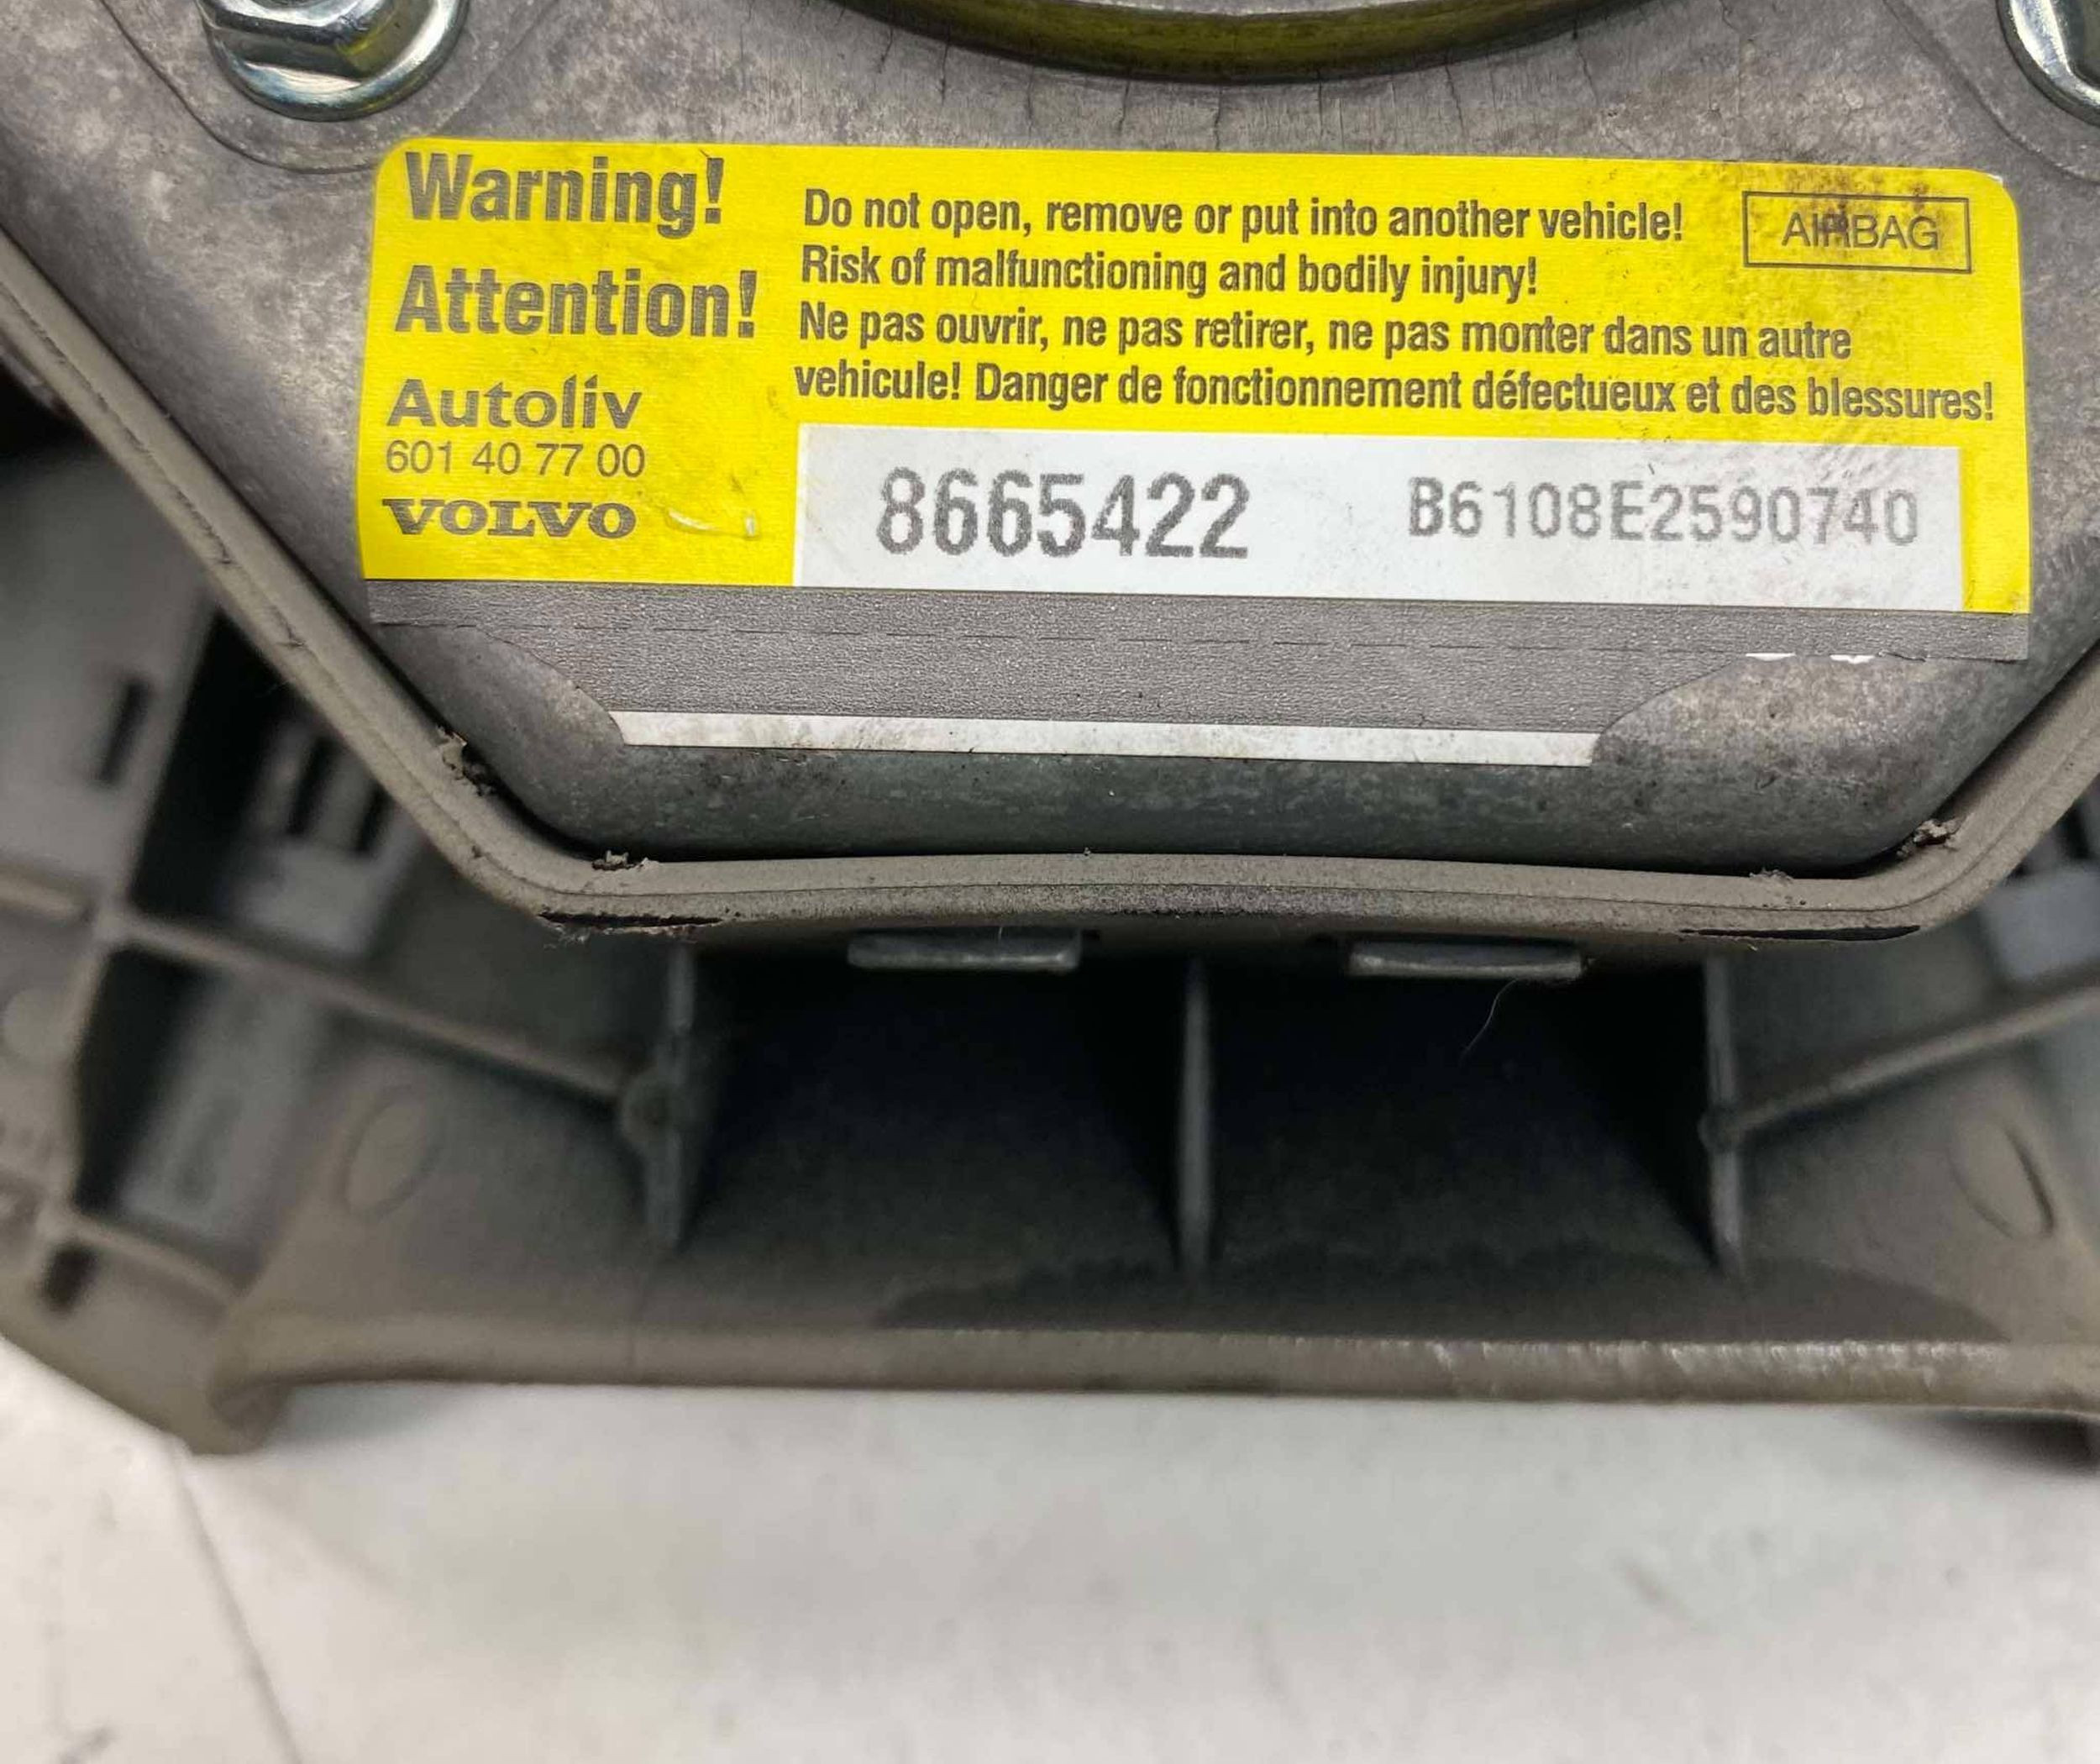 Warning!
Attention!
Autoliv
601 40 77 00
VOLVO
Do not open, remove or put into another vehicle!
Risk of malfunctioning and bodily injury!
Ne pas ouvrir, ne pas retirer, ne pas monter dans un autre
vehicule! Danger de fonctionnement défectueux et des blessures!
AIRBAG
8665422 B6108E2590740